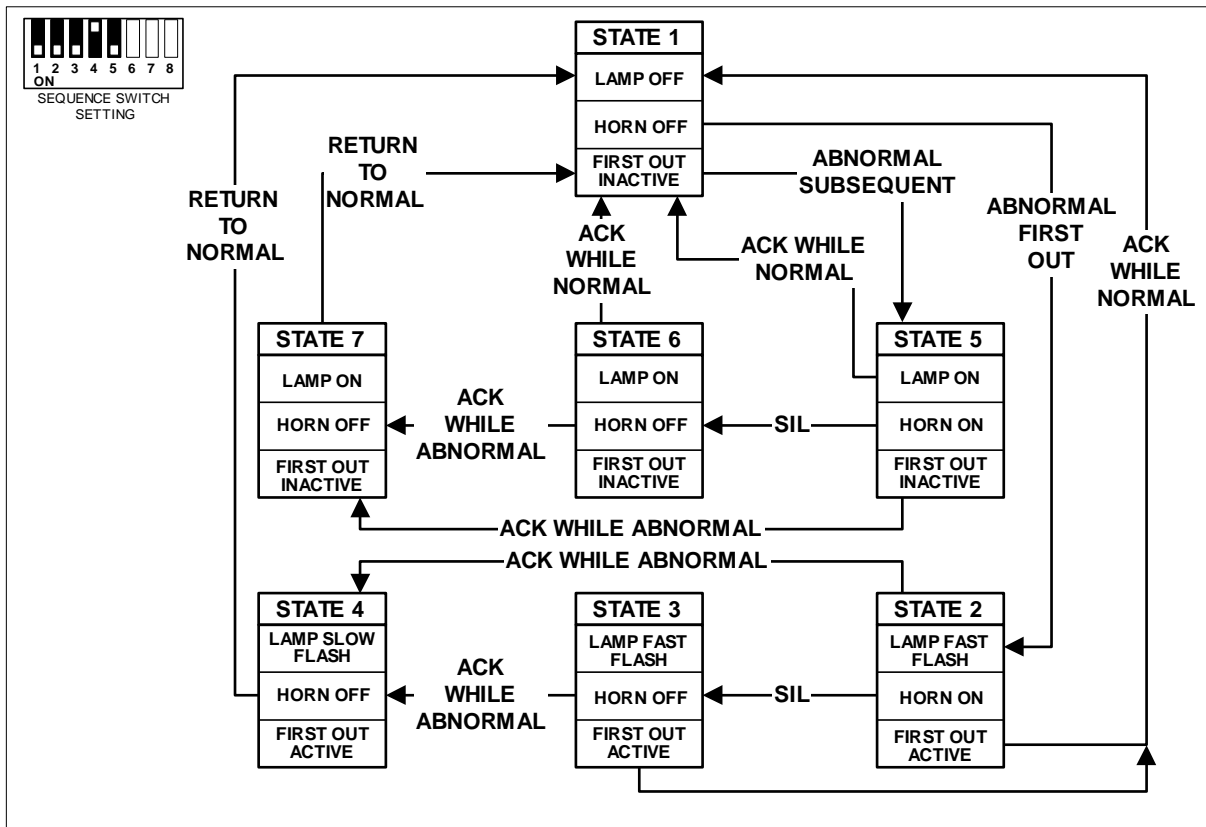 1 2 3 4 5 6 7 8
ON
SEQUENCE SWITCH
SETTING
STATE 1
LAMP OFF
HORN OFF
FIRST OUT
INACTIVE
RETURN
TO
NORMAL
RETURN
TO
NORMAL
ABNORMAL
SUBSEQUENT
ABNORMAL
FIRST
OUT
ACK
WHILE
NORMAL
ACK
WHILE
NORMAL
ACK WHILE
NORMAL
STATE 7
LAMP ON
HORN OFF
FIRST OUT
INACTIVE
ACK
WHILE
ABNORMAL
STATE 6
LAMP ON
HORN OFF
FIRST OUT
INACTIVE
SIL
STATE 5
LAMP ON
HORN ON
FIRST OUT
INACTIVE
ACK WHILE ABNORMAL
ACK WHILE ABNORMAL
STATE 4
LAMP SLOW
FLASH
HORN OFF
FIRST OUT
ACTIVE
ACK
WHILE
ABNORMAL
STATE 3
LAMP FAST
FLASH
HORN OFF
FIRST OUT
ACTIVE
SIL
STATE 2
LAMP FAST
FLASH
HORN ON
FIRST OUT
ACTIVE